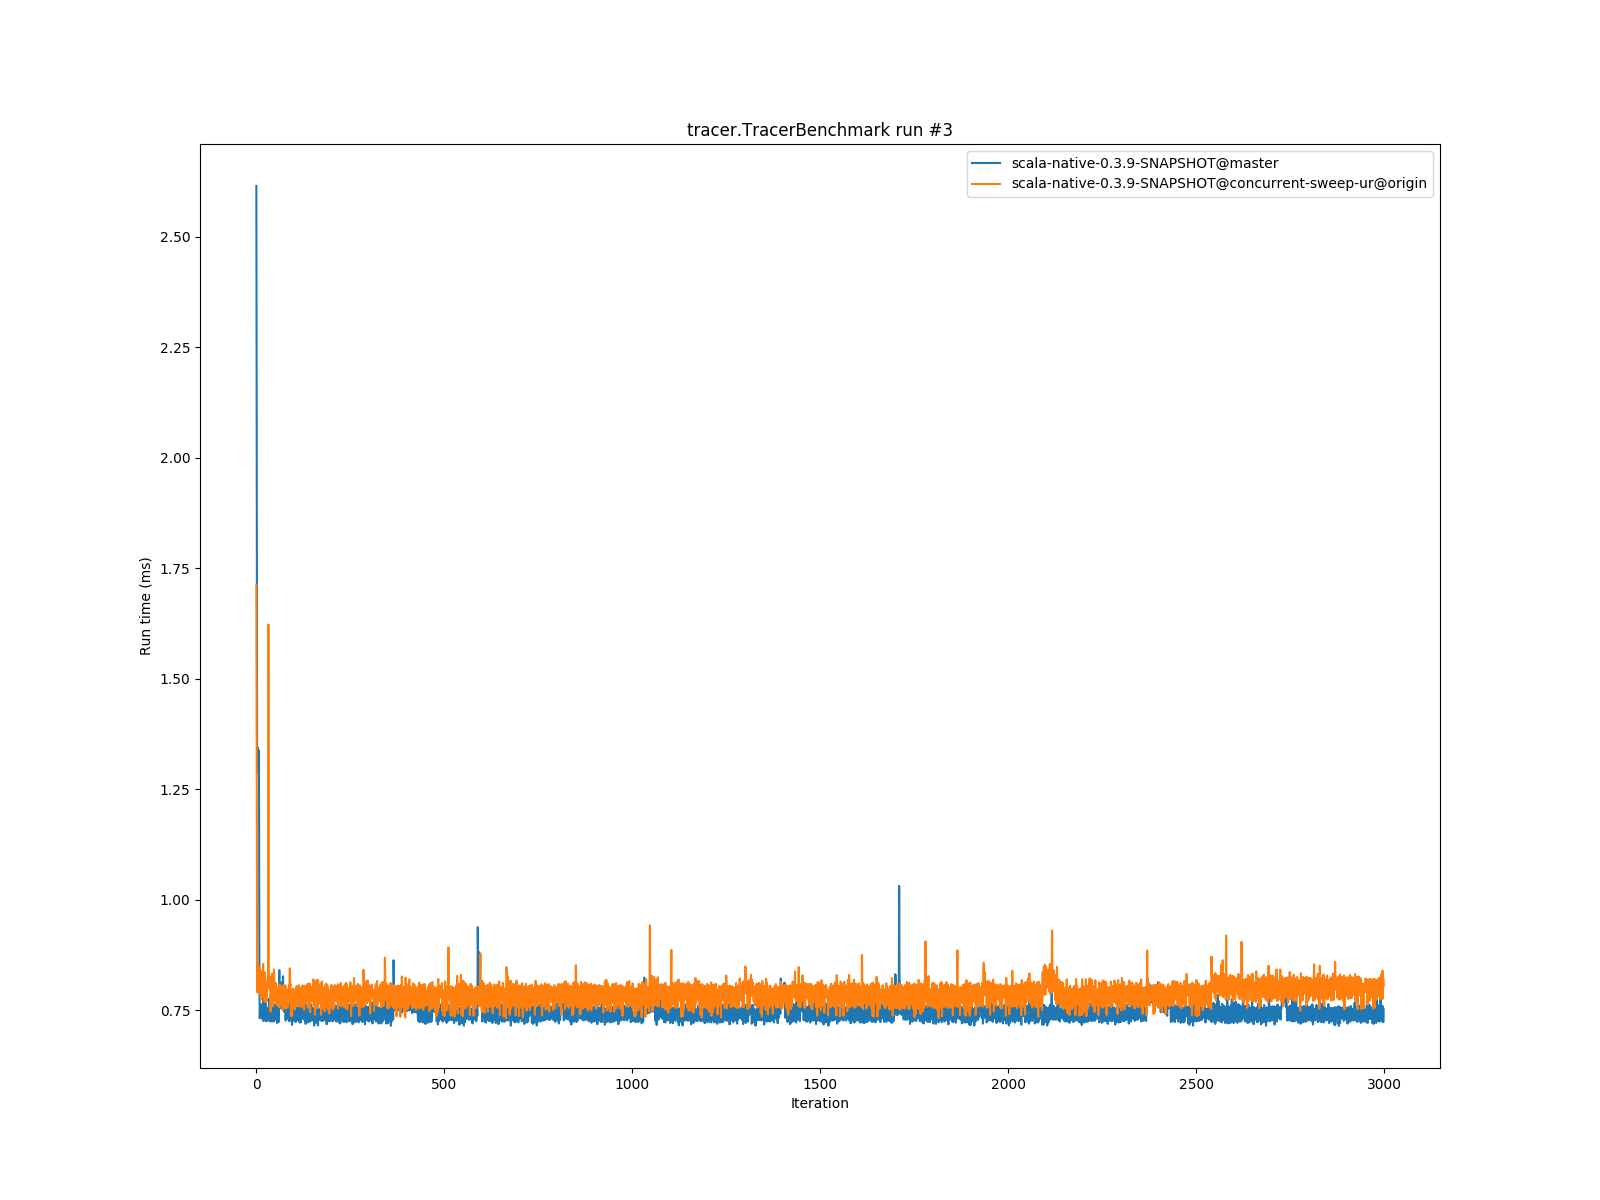 tracer.TracerBenchmark run #3
scala-native-0.3.9-SNAPSHOT@master
scala-native-0.3.9-SNAPSHOT@concurrent-sweep-ur@origin
2.50
2.25
2.00
1.75
1.50
1.25
1.00
0.75
Run time (ms)
0 500 1000 1500 2000 2500 3000
Iteration